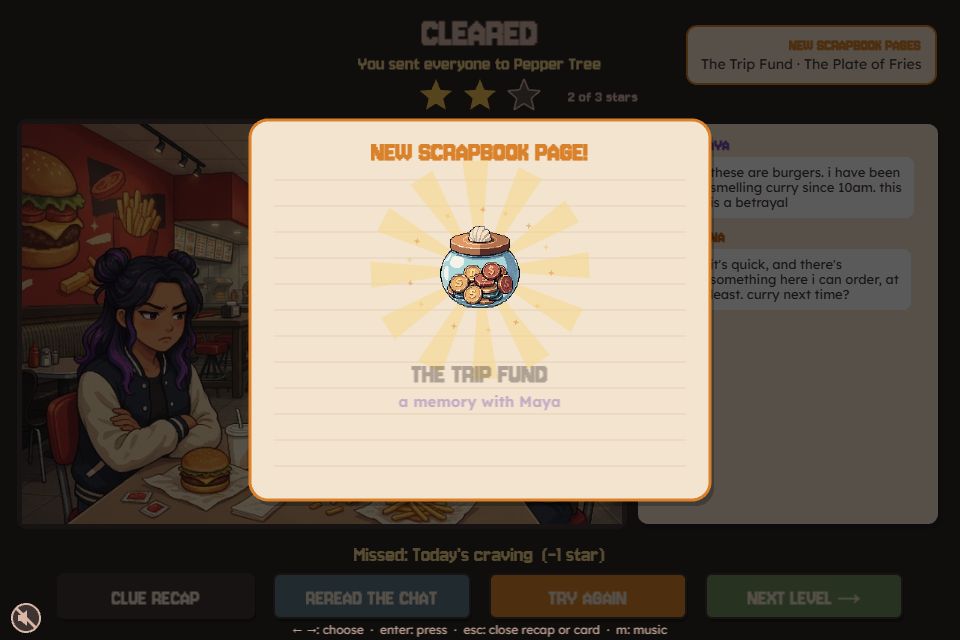 CLEARED
You sent everyone to Pepper Tree
2 of 3 stars
NEW SCRAPBOOK PAGES
The Trip Fund · The Plate of Fries
NEW SCRAPBOOK PAGE!
THE TRIP FUND
a memory with Maya
YA
these are burgers. i have been
smelling curry since 10am. this
is a betrayal
NA
it's quick, and there's
something here i can order, at
least. curry next time?
Missed: Today's craving (-1 star)
CLUE RECAP
REREAD THE CHAT
TRY AGAIN
NEXT LEVEL →
← →: choose · enter: press · esc: close recap or card · m: music